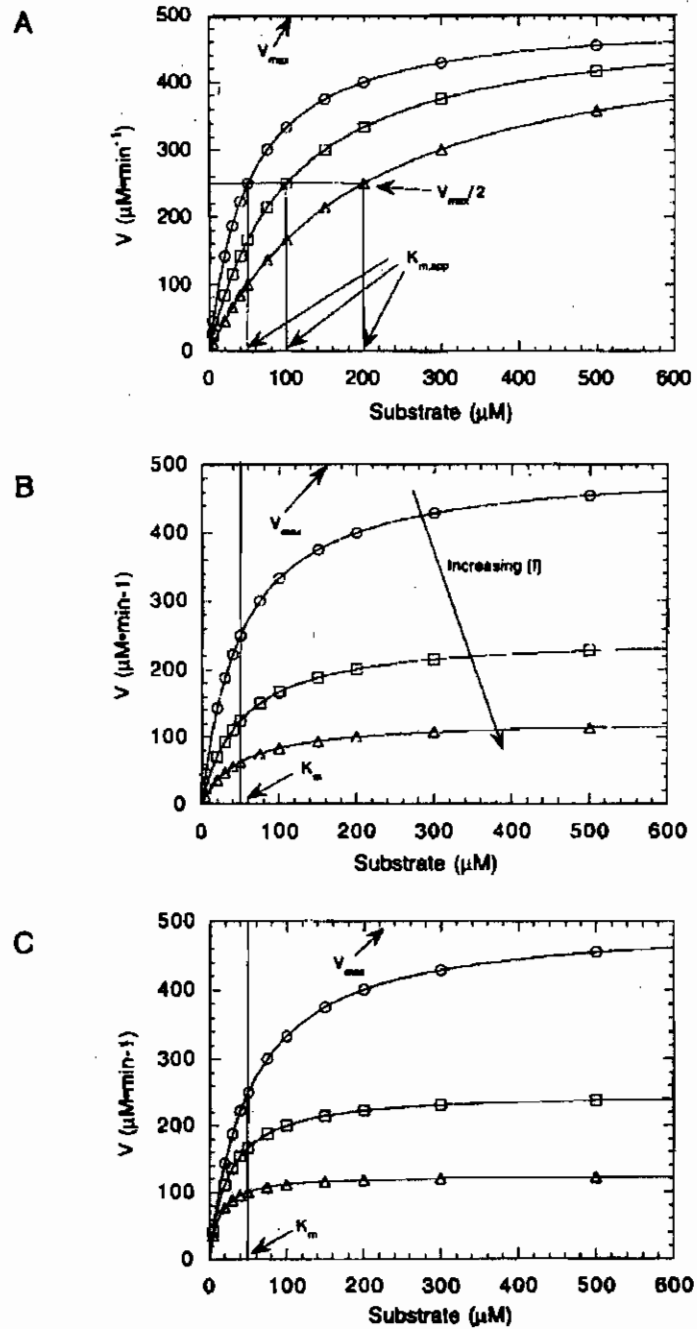 A
500
400
300
200
100
0
V (μM•min⁻¹)
V_max
V_max/2
K_m,app
0 100 200 300 400 500 600
Substrate (μM)
B
500
400
300
200
100
0
V (μM•min-1)
V_max
Increasing [I]
K_m
0 100 200 300 400 500 600
Substrate (μM)
C
500
400
300
200
100
0
V (μM•min-1)
V_max
K_m
0 100 200 300 400 500 600
Substrate (μM)